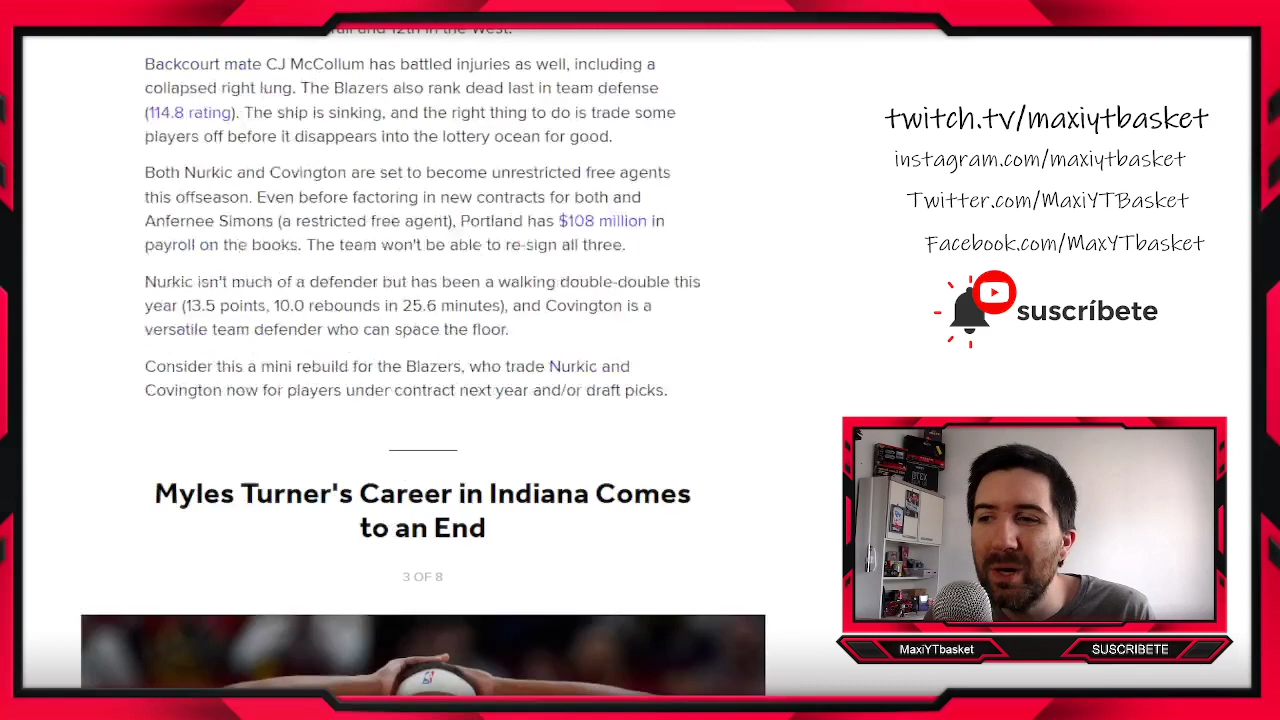 and 12th in the West.
Backcourt mate CJ McCollum has battled injuries as well, including a
collapsed right lung. The Blazers also rank dead last in team defense
(114.8 rating). The ship is sinking, and the right thing to do is trade some
players off before it disappears into the lottery ocean for good.
Both Nurkic and Covington are set to become unrestricted free agents
this offseason. Even before factoring in new contracts for both and
Anfernee Simons (a restricted free agent), Portland has $108 million in
payroll on the books. The team won't be able to re-sign all three.
Nurkic isn't much of a defender but has been a walking double-double this
year (13.5 points, 10.0 rebounds in 25.6 minutes), and Covington is a
versatile team defender who can space the floor.
Consider this a mini rebuild for the Blazers, who trade Nurkic and
Covington now for players under contract next year and/or draft picks.
Myles Turner's Career in Indiana Comes
to an End
3 OF 8
twitch.tv/maxiytbasket
instagram.com/maxiytbasket
Twitter.com/MaxiYTBasket
Facebook.com/MaxYTbasket
suscríbete
MaxiYTbasket
SUSCRIBETE